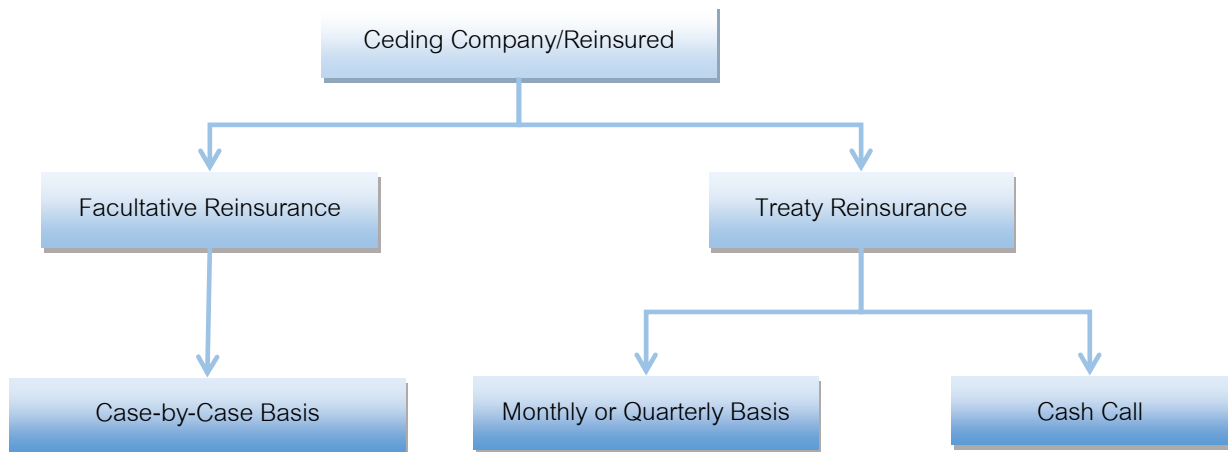 Ceding Company/Reinsured
Facultative Reinsurance
Treaty Reinsurance
Case-by-Case Basis
Monthly or Quarterly Basis
Cash Call